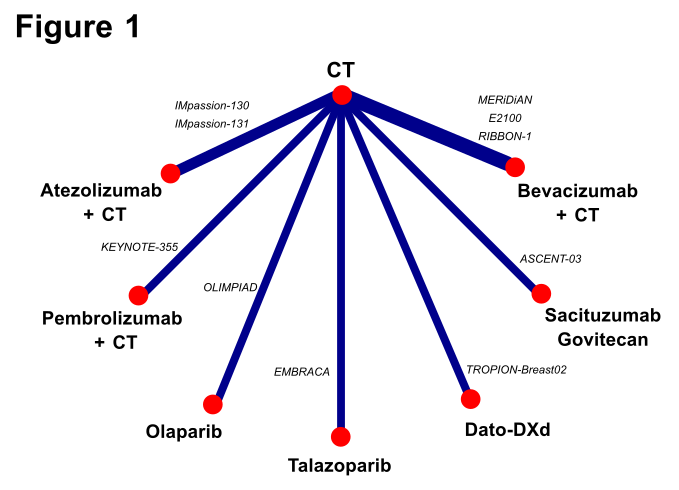 Figure 1
CT
IMpassion-130
IMpassion-131
MERiDiAN
E2100
RIBBON-1
Atezolizumab
+ CT
Bevacizumab
+ CT
KEYNOTE-355
ASCENT-03
OLIMPIAD
Pembrolizumab
+ CT
Sacituzumab
Govitecan
EMBRACA
TROPION-Breast02
Olaparib
Dato-DXd
Talazoparib